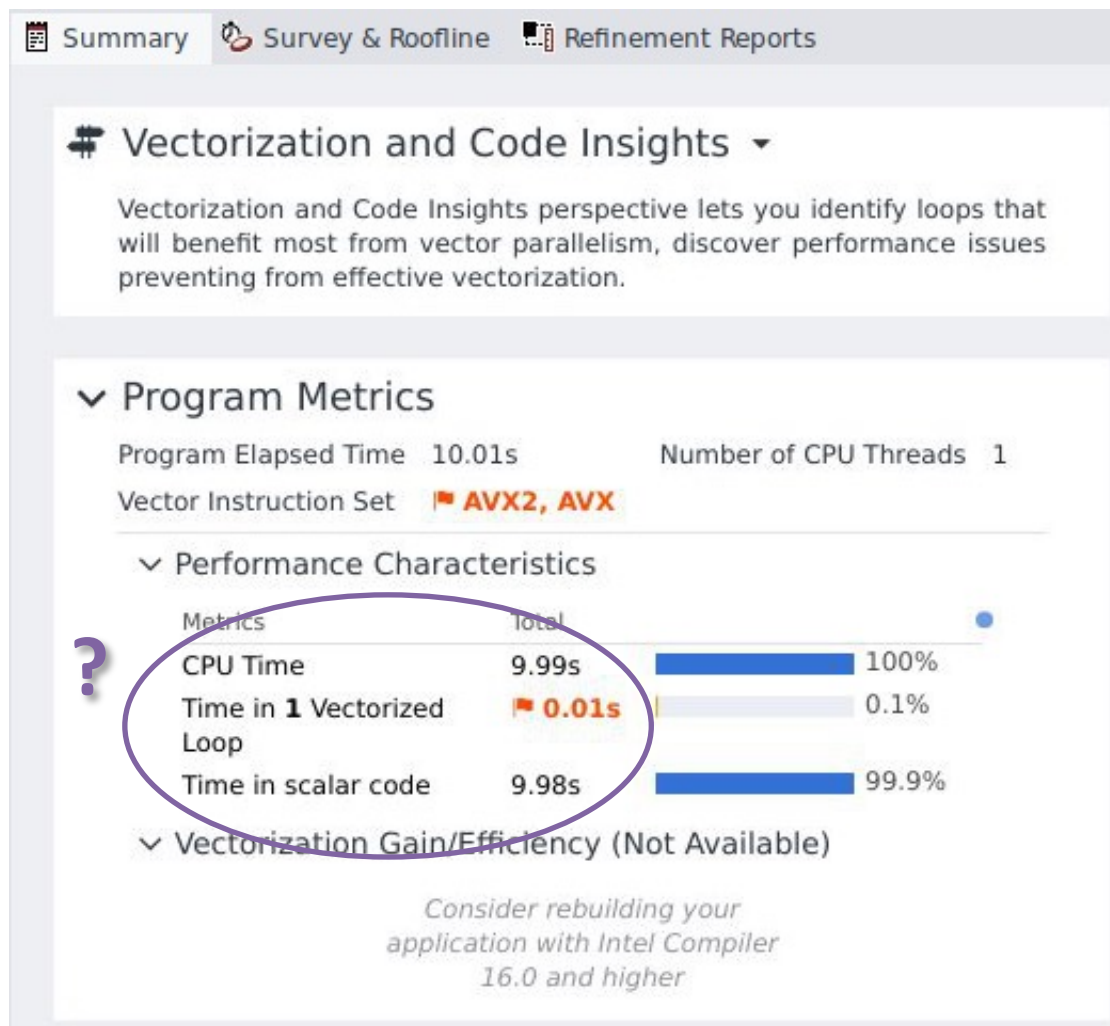 Summary Survey & Roofline Refinement Reports
Vectorization and Code Insights
Vectorization and Code Insights perspective lets you identify loops that
will benefit most from vector parallelism, discover performance issues
preventing from effective vectorization.
Program Metrics
Program Elapsed Time 10.01s Number of CPU Threads 1
Vector Instruction Set AVX2, AVX
Performance Characteristics
Metrics Total
?
CPU Time 9.99s 100%
Time in 1 Vectorized 0.01s 0.1%
Loop
Time in scalar code 9.98s 99.9%
Vectorization Gain/Efficiency (Not Available)
Consider rebuilding your
application with Intel Compiler
16.0 and higher